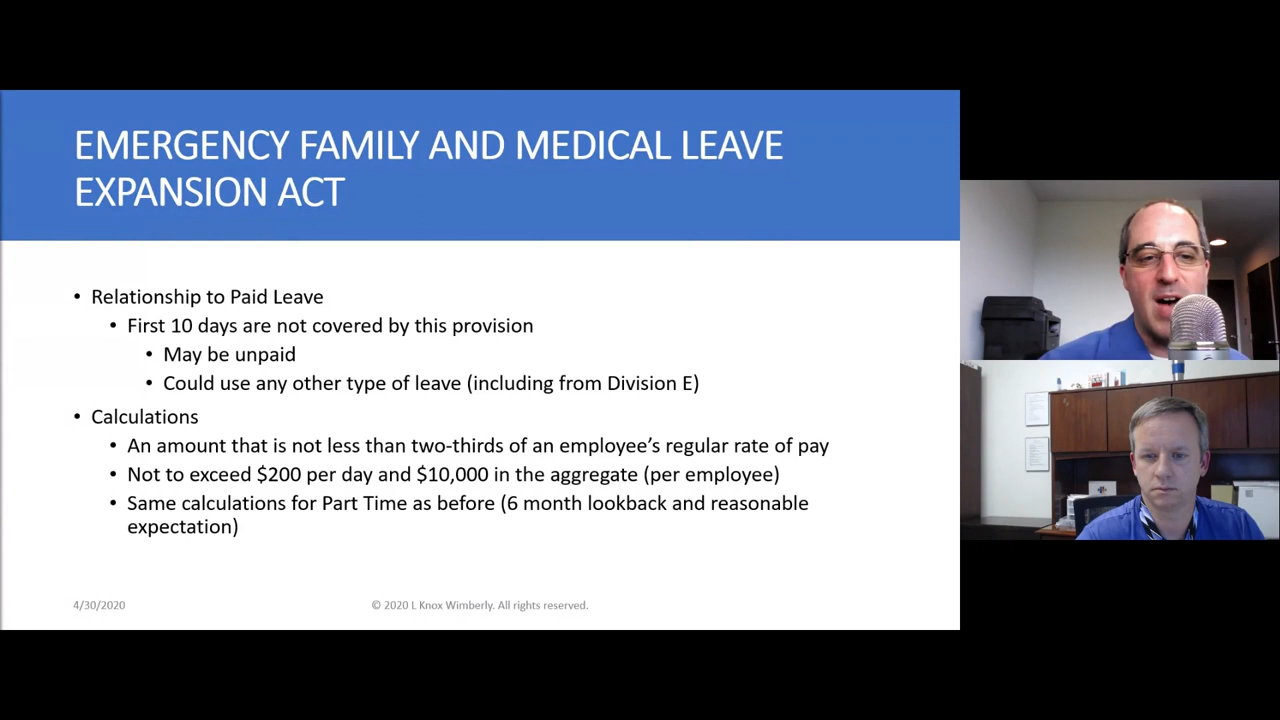 EMERGENCY FAMILY AND MEDICAL LEAVE
EXPANSION ACT
• Relationship to Paid Leave
• First 10 days are not covered by this provision
• May be unpaid
• Could use any other type of leave (including from Division E)
• Calculations
• An amount that is not less than two-thirds of an employee’s regular rate of pay
• Not to exceed $200 per day and $10,000 in the aggregate (per employee)
• Same calculations for Part Time as before (6 month lookback and reasonable
expectation)
4/30/2020
© 2020 L Knox Wimberly. All rights reserved.